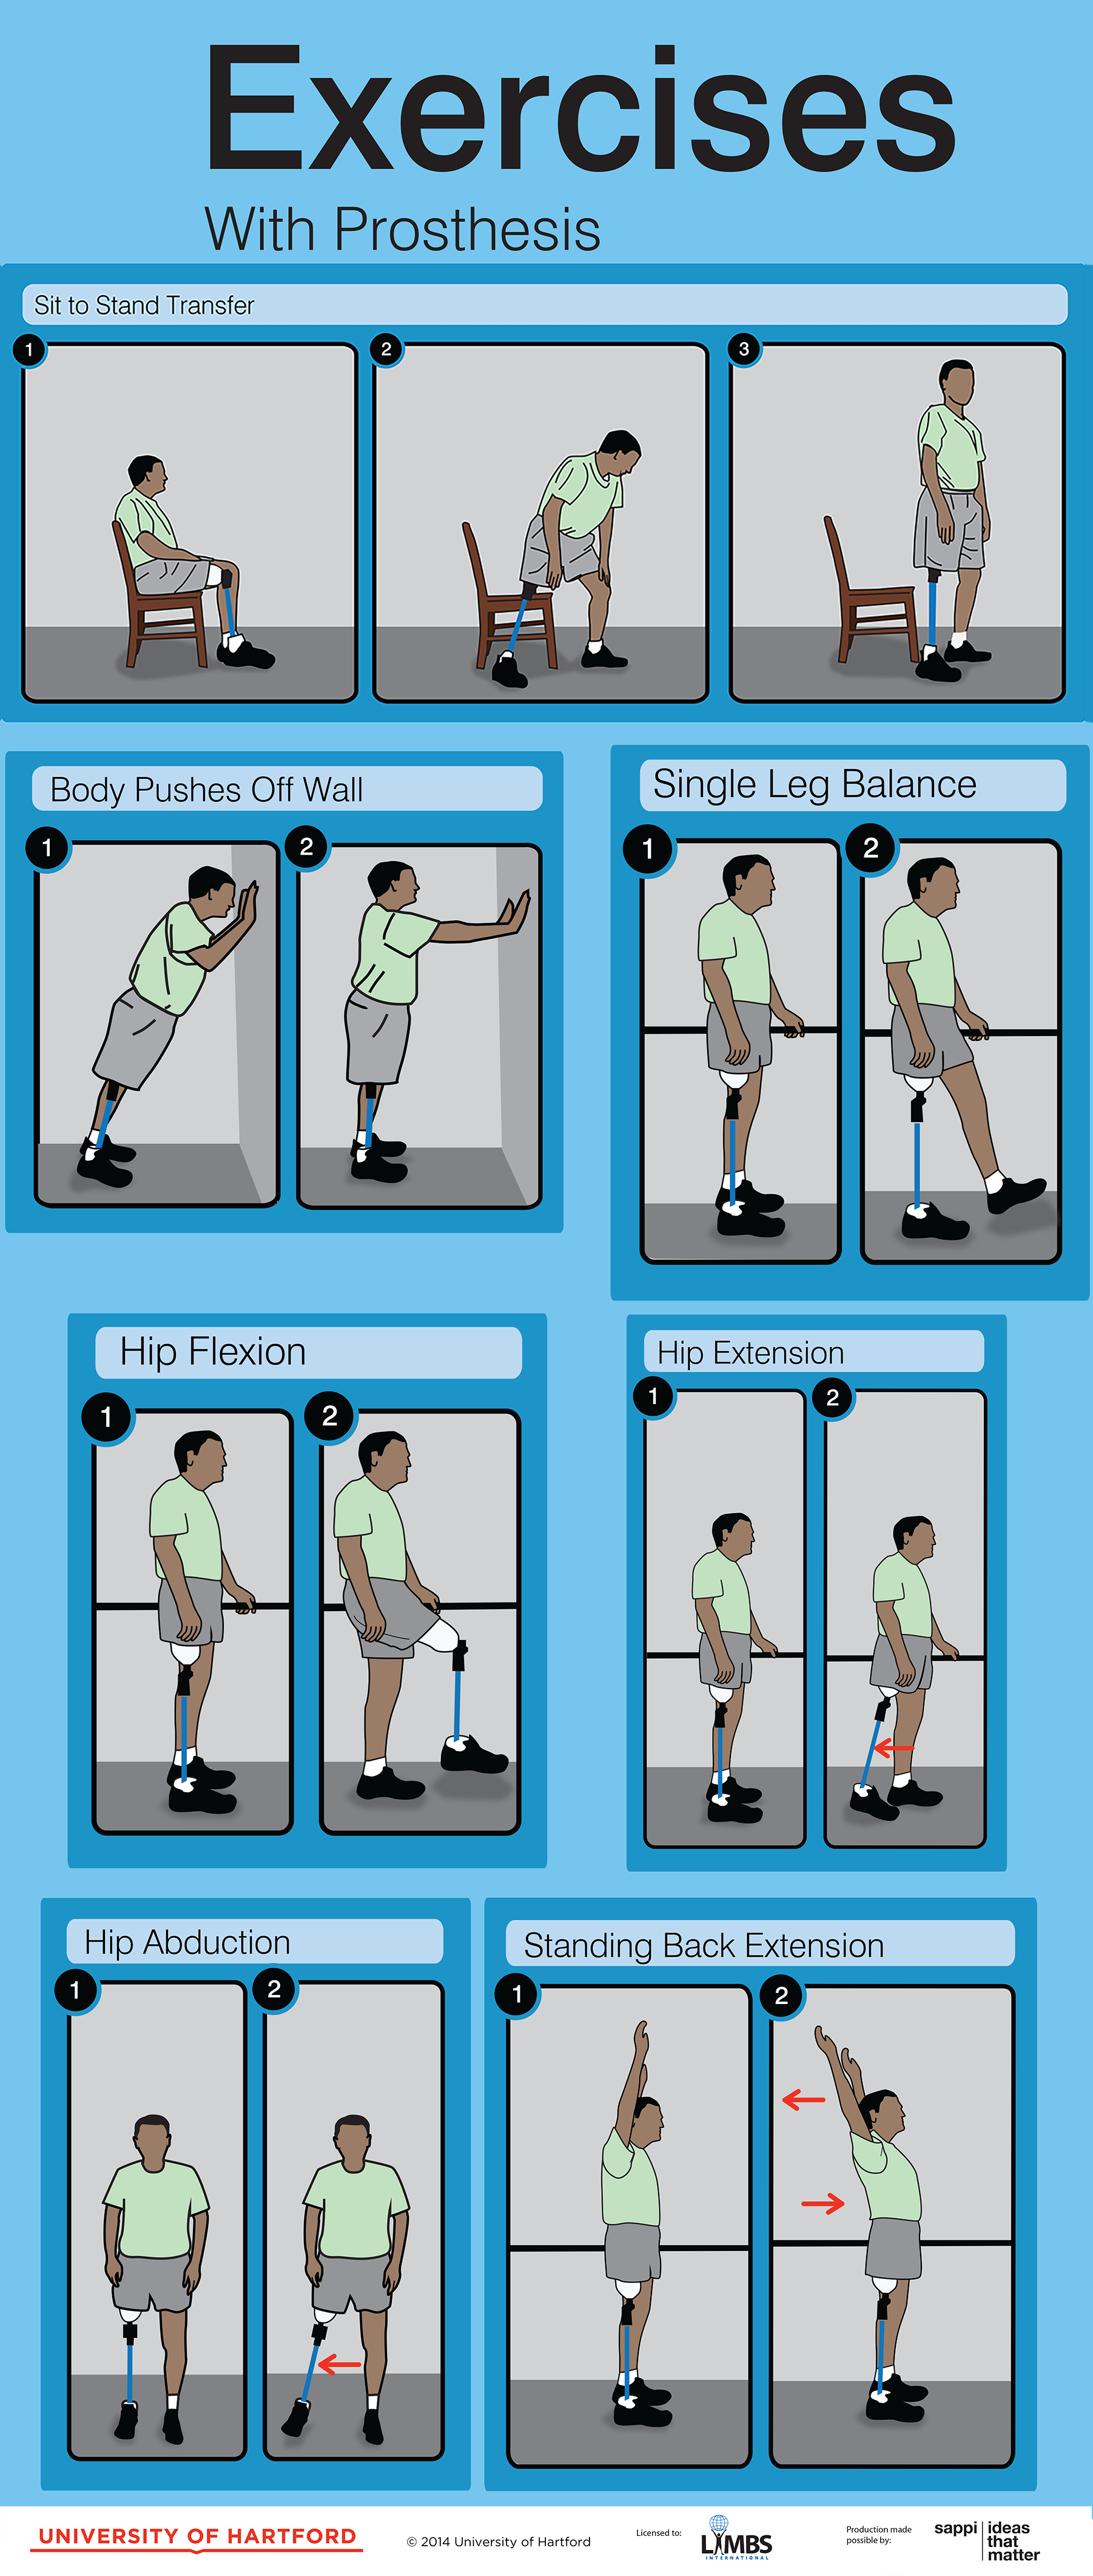 Exercises
With Prosthesis
Sit to Stand Transfer
1
2
3
Body Pushes Off Wall
1
2
Single Leg Balance
1
2
Hip Flexion
1
2
Hip Extension
1
2
Hip Abduction
1
2
Standing Back Extension
1
2
UNIVERSITY OF HARTFORD
© 2014 University of Hartford
Licensed to:
LIMBS
INTERNATIONAL
Production made
possible by:
sappi
ideas
that
matter